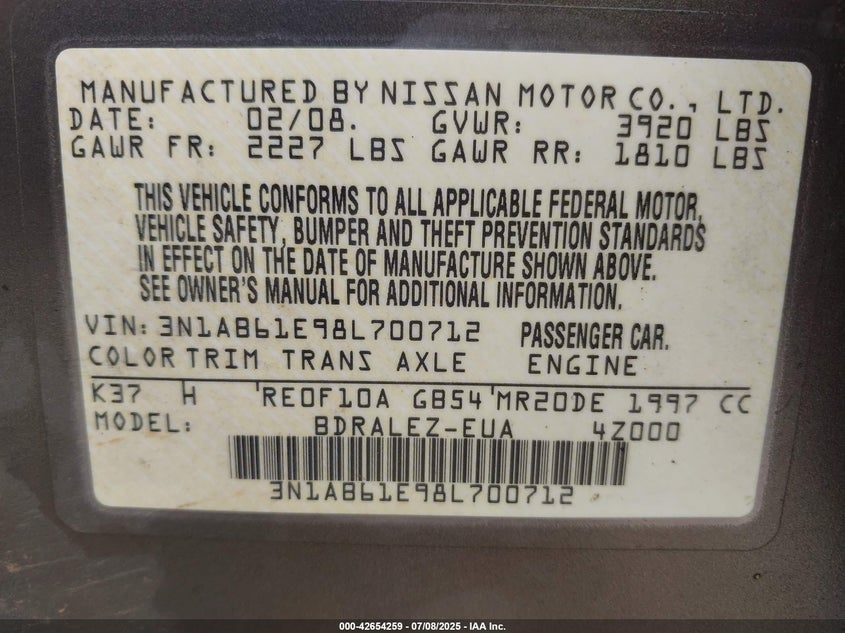 MANUFACTURED BY NISSAN MOTOR CO., LTD.
DATE: 02/08. GVWR: 3920 LBS
GAWR FR: 2227 LBS GAWR RR: 1810 LBS
THIS VEHICLE CONFORMS TO ALL APPLICABLE FEDERAL MOTOR,
VEHICLE SAFETY, BUMPER AND THEFT PREVENTION STANDARDS
IN EFFECT ON THE DATE OF MANUFACTURE SHOWN ABOVE.
SEE OWNER'S MANUAL FOR ADDITIONAL INFORMATION.
VIN: 3N1AB61E98L700712 PASSENGER CAR.
COLOR TRIM TRANS AXLE ENGINE
K37 H 'RE0F10A GB54 'MR20DE 1997 CC
MODEL: BDRALEZ-EUA 4Z000
3N1AB61E98L700712
000-42654259 - 07/08/2025 - IAA Inc.